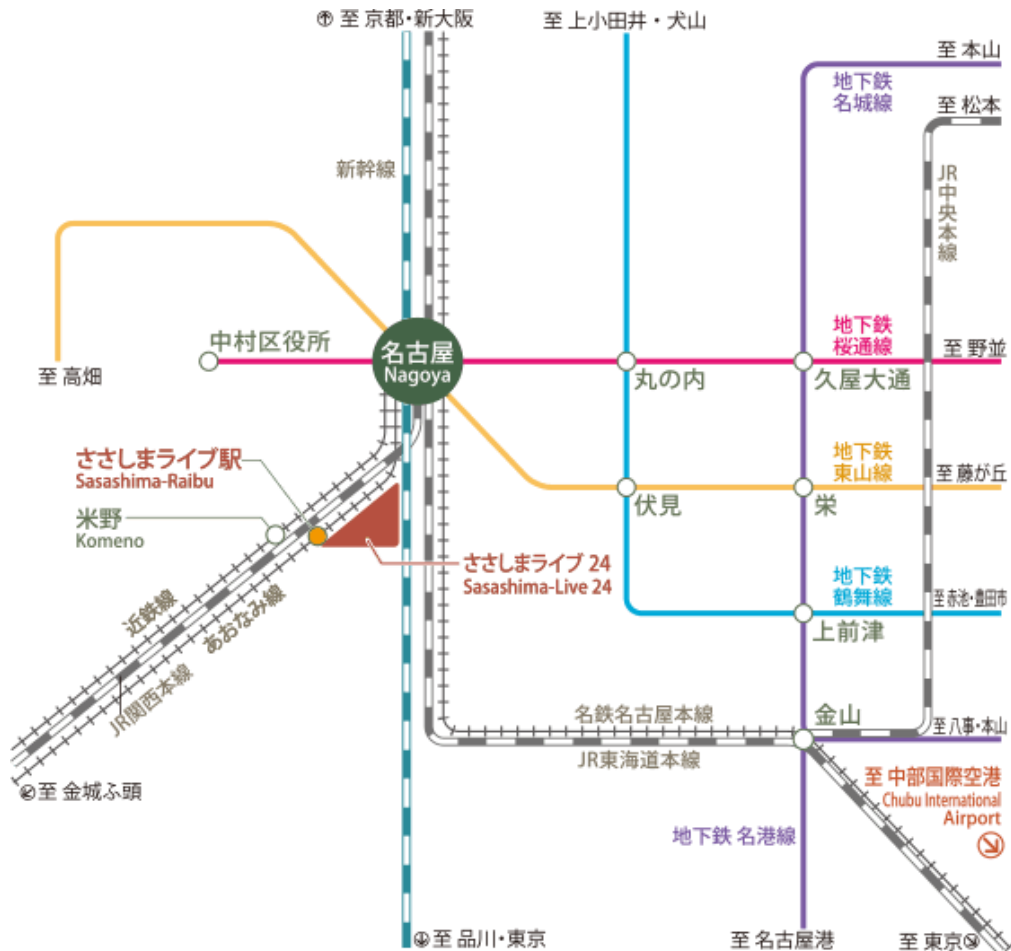 至 京都・新大阪
至 上小田井・犬山
至 本山
地下鉄
名城線
至 松本
新幹線
JR中央本線
中村区役所
名古屋
Nagoya
地下鉄
桜通線
至 野並
至 高畑
丸の内
久屋大通
ささしまライブ駅
Sasashima-Raibu
地下鉄
東山線
至 藤が丘
米野
Komeno
伏見
栄
ささしまライブ 24
Sasashima-Live 24
地下鉄
鶴舞線
至 赤池・豊田市
上前津
近鉄線
あおなみ線
JR関西本線
名鉄名古屋本線
金山
至 八事・本山
JR東海道本線
至 中部国際空港
Chubu International
Airport
至 金城ふ頭
地下鉄 名港線
至 品川・東京
至 名古屋港
至 東京